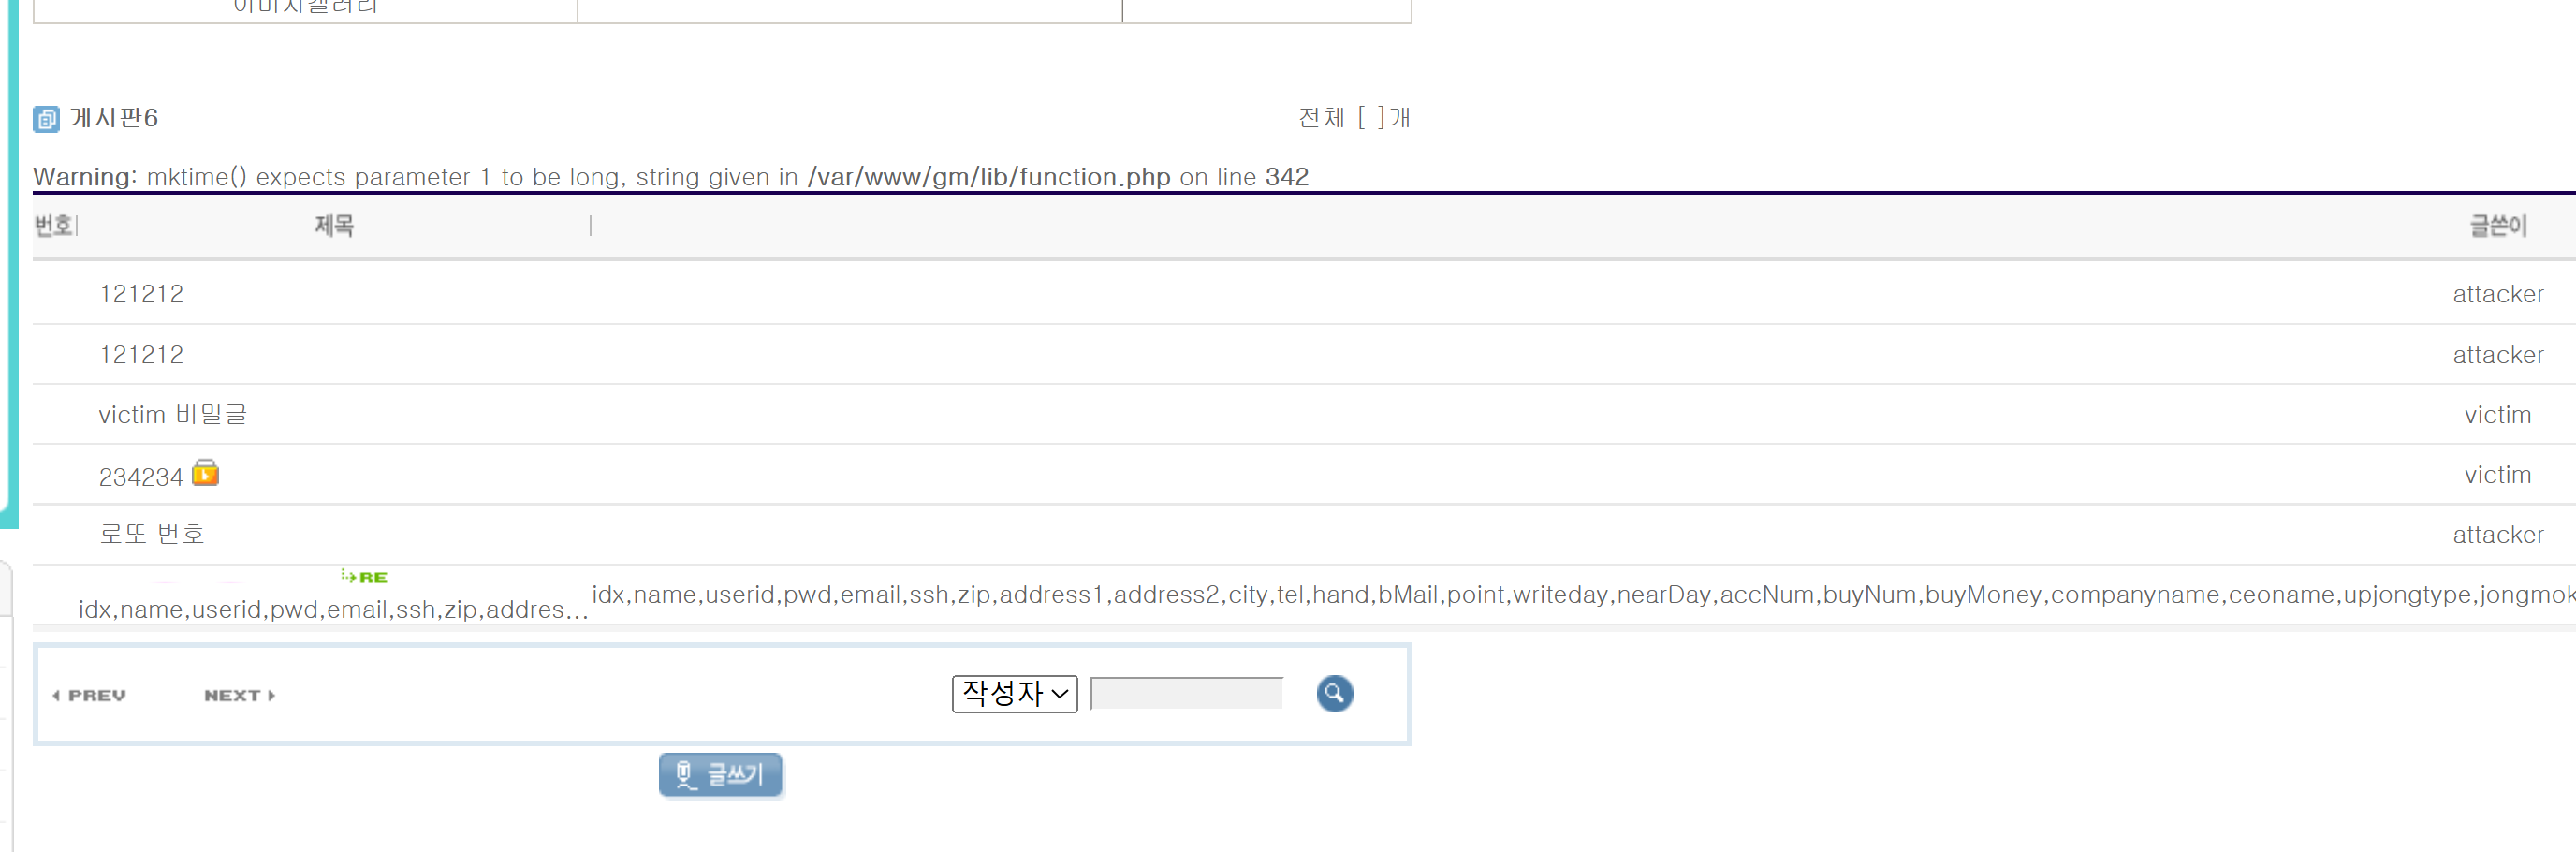 이미지갤러리
게시판6 전체 [ ]개
Warning: mktime() expects parameter 1 to be long, string given in /var/www/gm/lib/function.php on line 342
번호| 제목 | 글쓴이
121212 attacker
121212 attacker
victim 비밀글 victim
234234 victim
로또 번호 attacker
RE
idx,name,userid,pwd,email,ssh,zip,addres... idx,name,userid,pwd,email,ssh,zip,address1,address2,city,tel,hand,bMail,point,writeday,nearDay,accNum,buyNum,buyMoney,companyname,ceoname,upjongtype,jongmok
PREV NEXT 작성자
글쓰기